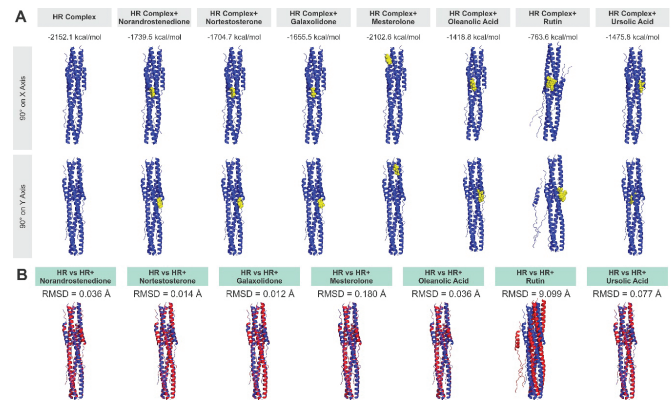 A
HR Complex
HR Complex+
Norandrostenedione
HR Complex+
Nortestosterone
HR Complex+
Galaxolidone
HR Complex+
Mesterolone
HR Complex+
Oleanolic Acid
HR Complex+
Rutin
HR Complex+
Ursolic Acid
-2152.1 kcal/mol
-1739.5 kcal/mol
-1704.7 kcal/mol
-1655.5 kcal/mol
-2102.8 kcal/mol
-1418.8 kcal/mol
-763.6 kcal/mol
-1475.8 kcal/mol
90° on X Axis
90° on Y Axis
B
HR vs HR+
Norandrostenedione
HR vs HR+
Nortestosterone
HR vs HR+
Galaxolidone
HR vs HR+
Mesterolone
HR vs HR+
Oleanolic Acid
HR vs HR+
Rutin
HR vs HR+
Ursolic Acid
RMSD = 0.036 Å
RMSD = 0.014 Å
RMSD = 0.012 Å
RMSD = 0.180 Å
RMSD = 0.036 Å
RMSD = 9.099 Å
RMSD = 0.077 Å